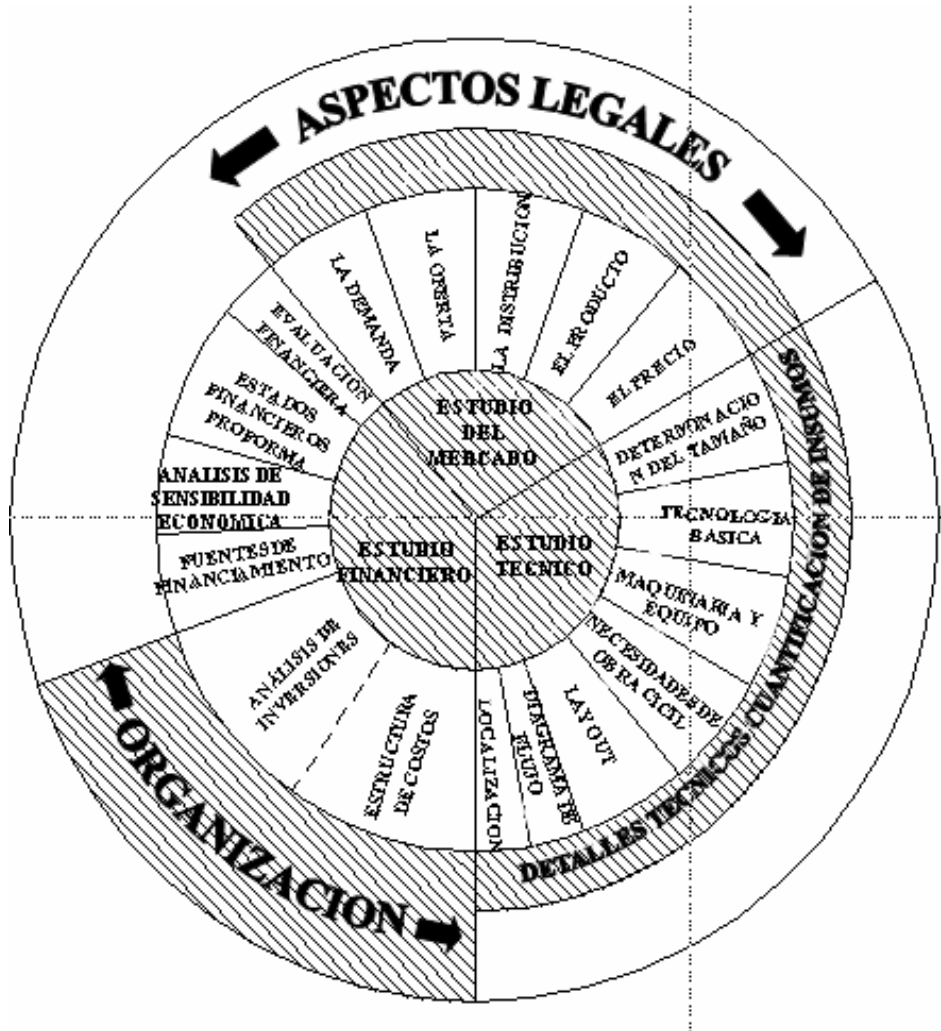 ASPECTOS LEGALES
LA DEMANDA
LA OFERTA
LA DISTRIBUCION
EL PRODUCTO
EL PRECIO
DETERMINACIO
N DEL TAMAÑO
TECNOLOGIA
BASICA
MAQUINARIA Y
EQUIPO
NECESIDADES DE
OBRA CICIL
LAY OUT
DIAGRAMA DE
FLUJO
LOCALIZACION
ESTRUCTURA
DE COSTOS
ANALISIS DE
INVERSIONES
FUENTES DE
FINANCIAMIENTO
ANALISIS DE
SENSIBILIDAD
ECONOMICA
ESTADOS
FINANCIEROS
PROFORMA
EVALUACION
FINANCIERA
ESTUDIO
DEL
MERCADO
ESTUDIO
TECNICO
ESTUDIO
FINANCIERO
DETALLES TECNICOS CUANTIFICACION DE INSUMOS
ORGANIZACION